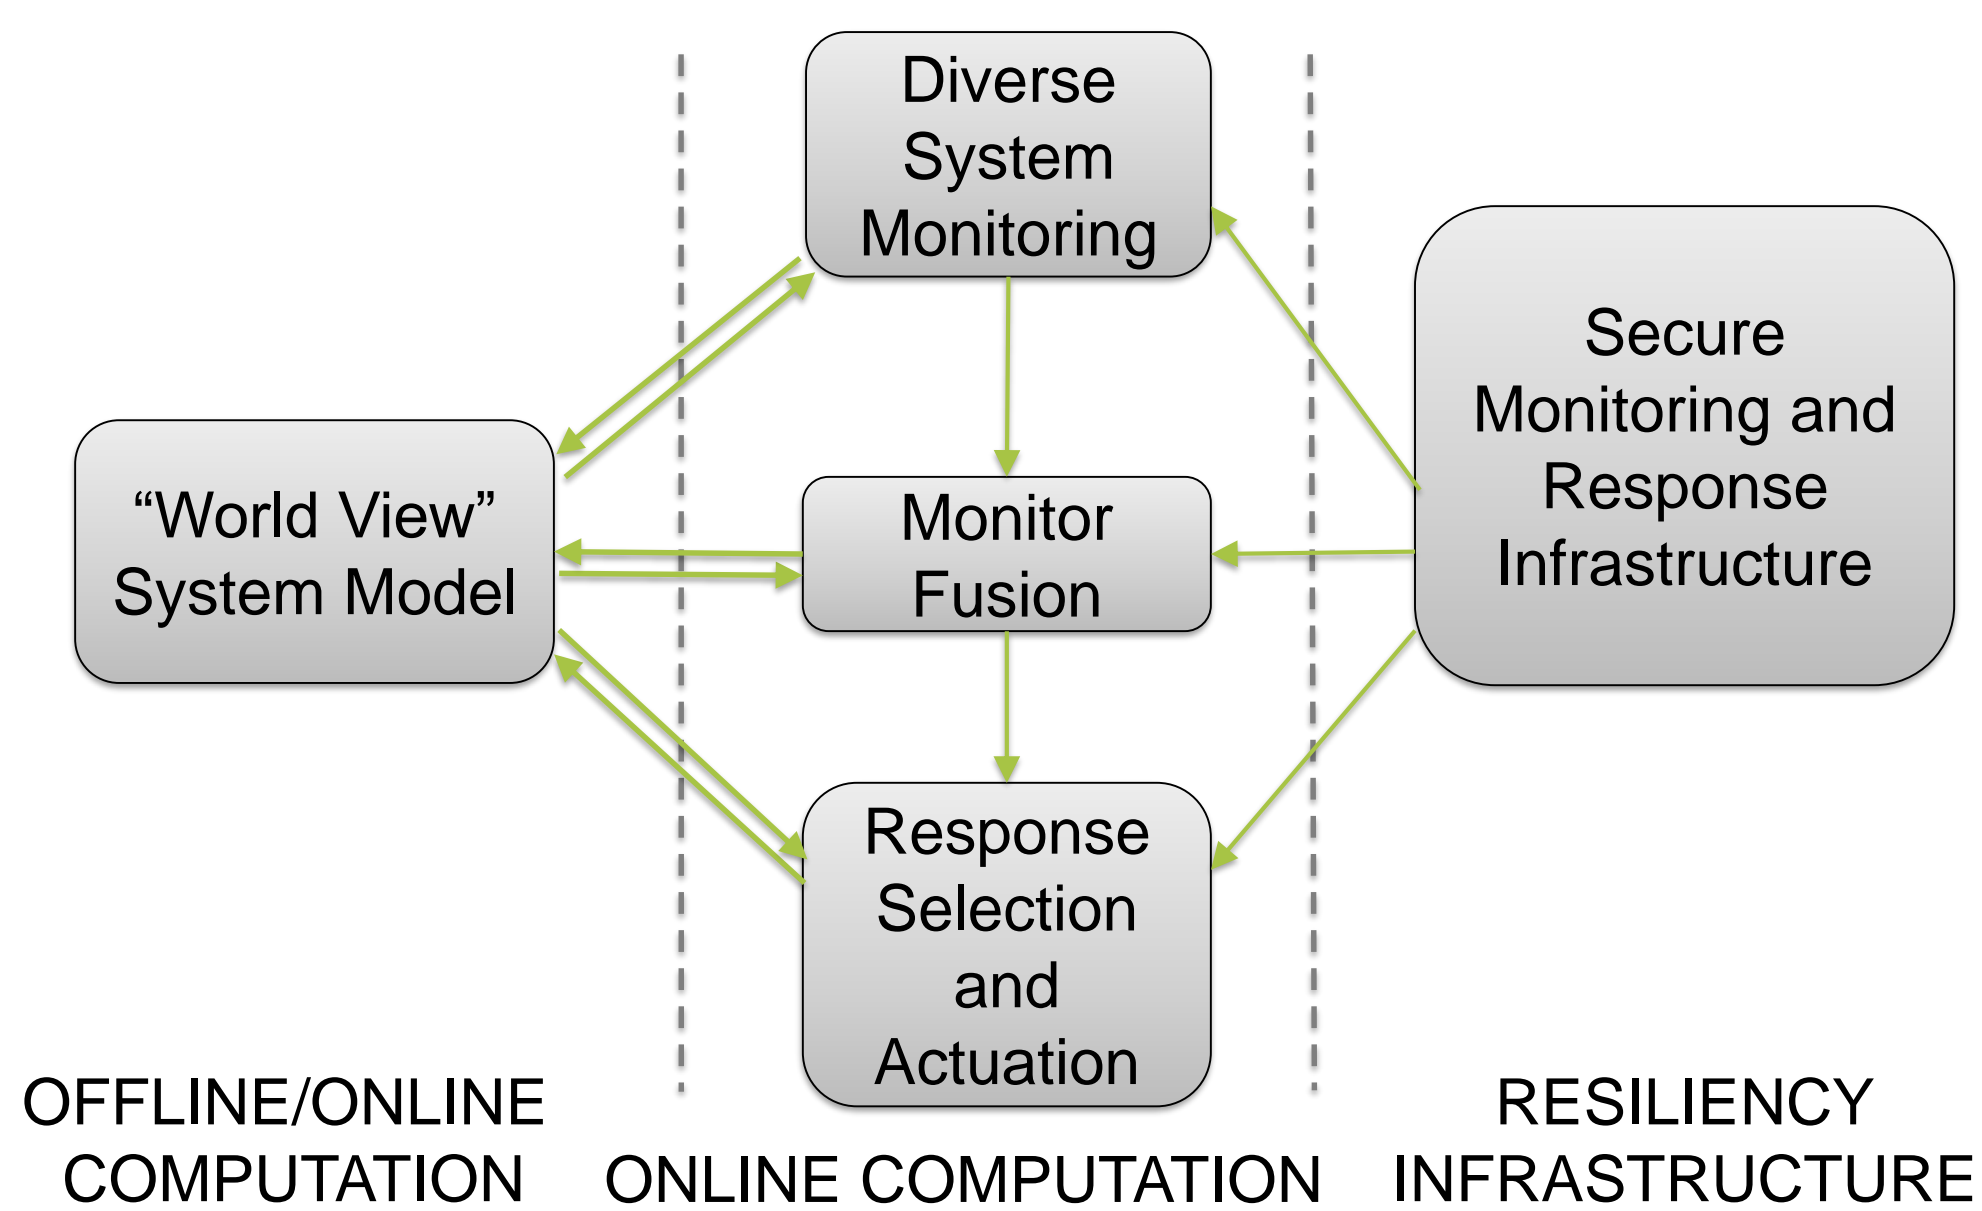 Diverse
System
Monitoring
“World View”
System Model
Monitor
Fusion
Secure
Monitoring and
Response
Infrastructure
Response
Selection
and
Actuation
OFFLINE/ONLINE
COMPUTATION
ONLINE COMPUTATION
RESILIENCY
INFRASTRUCTURE